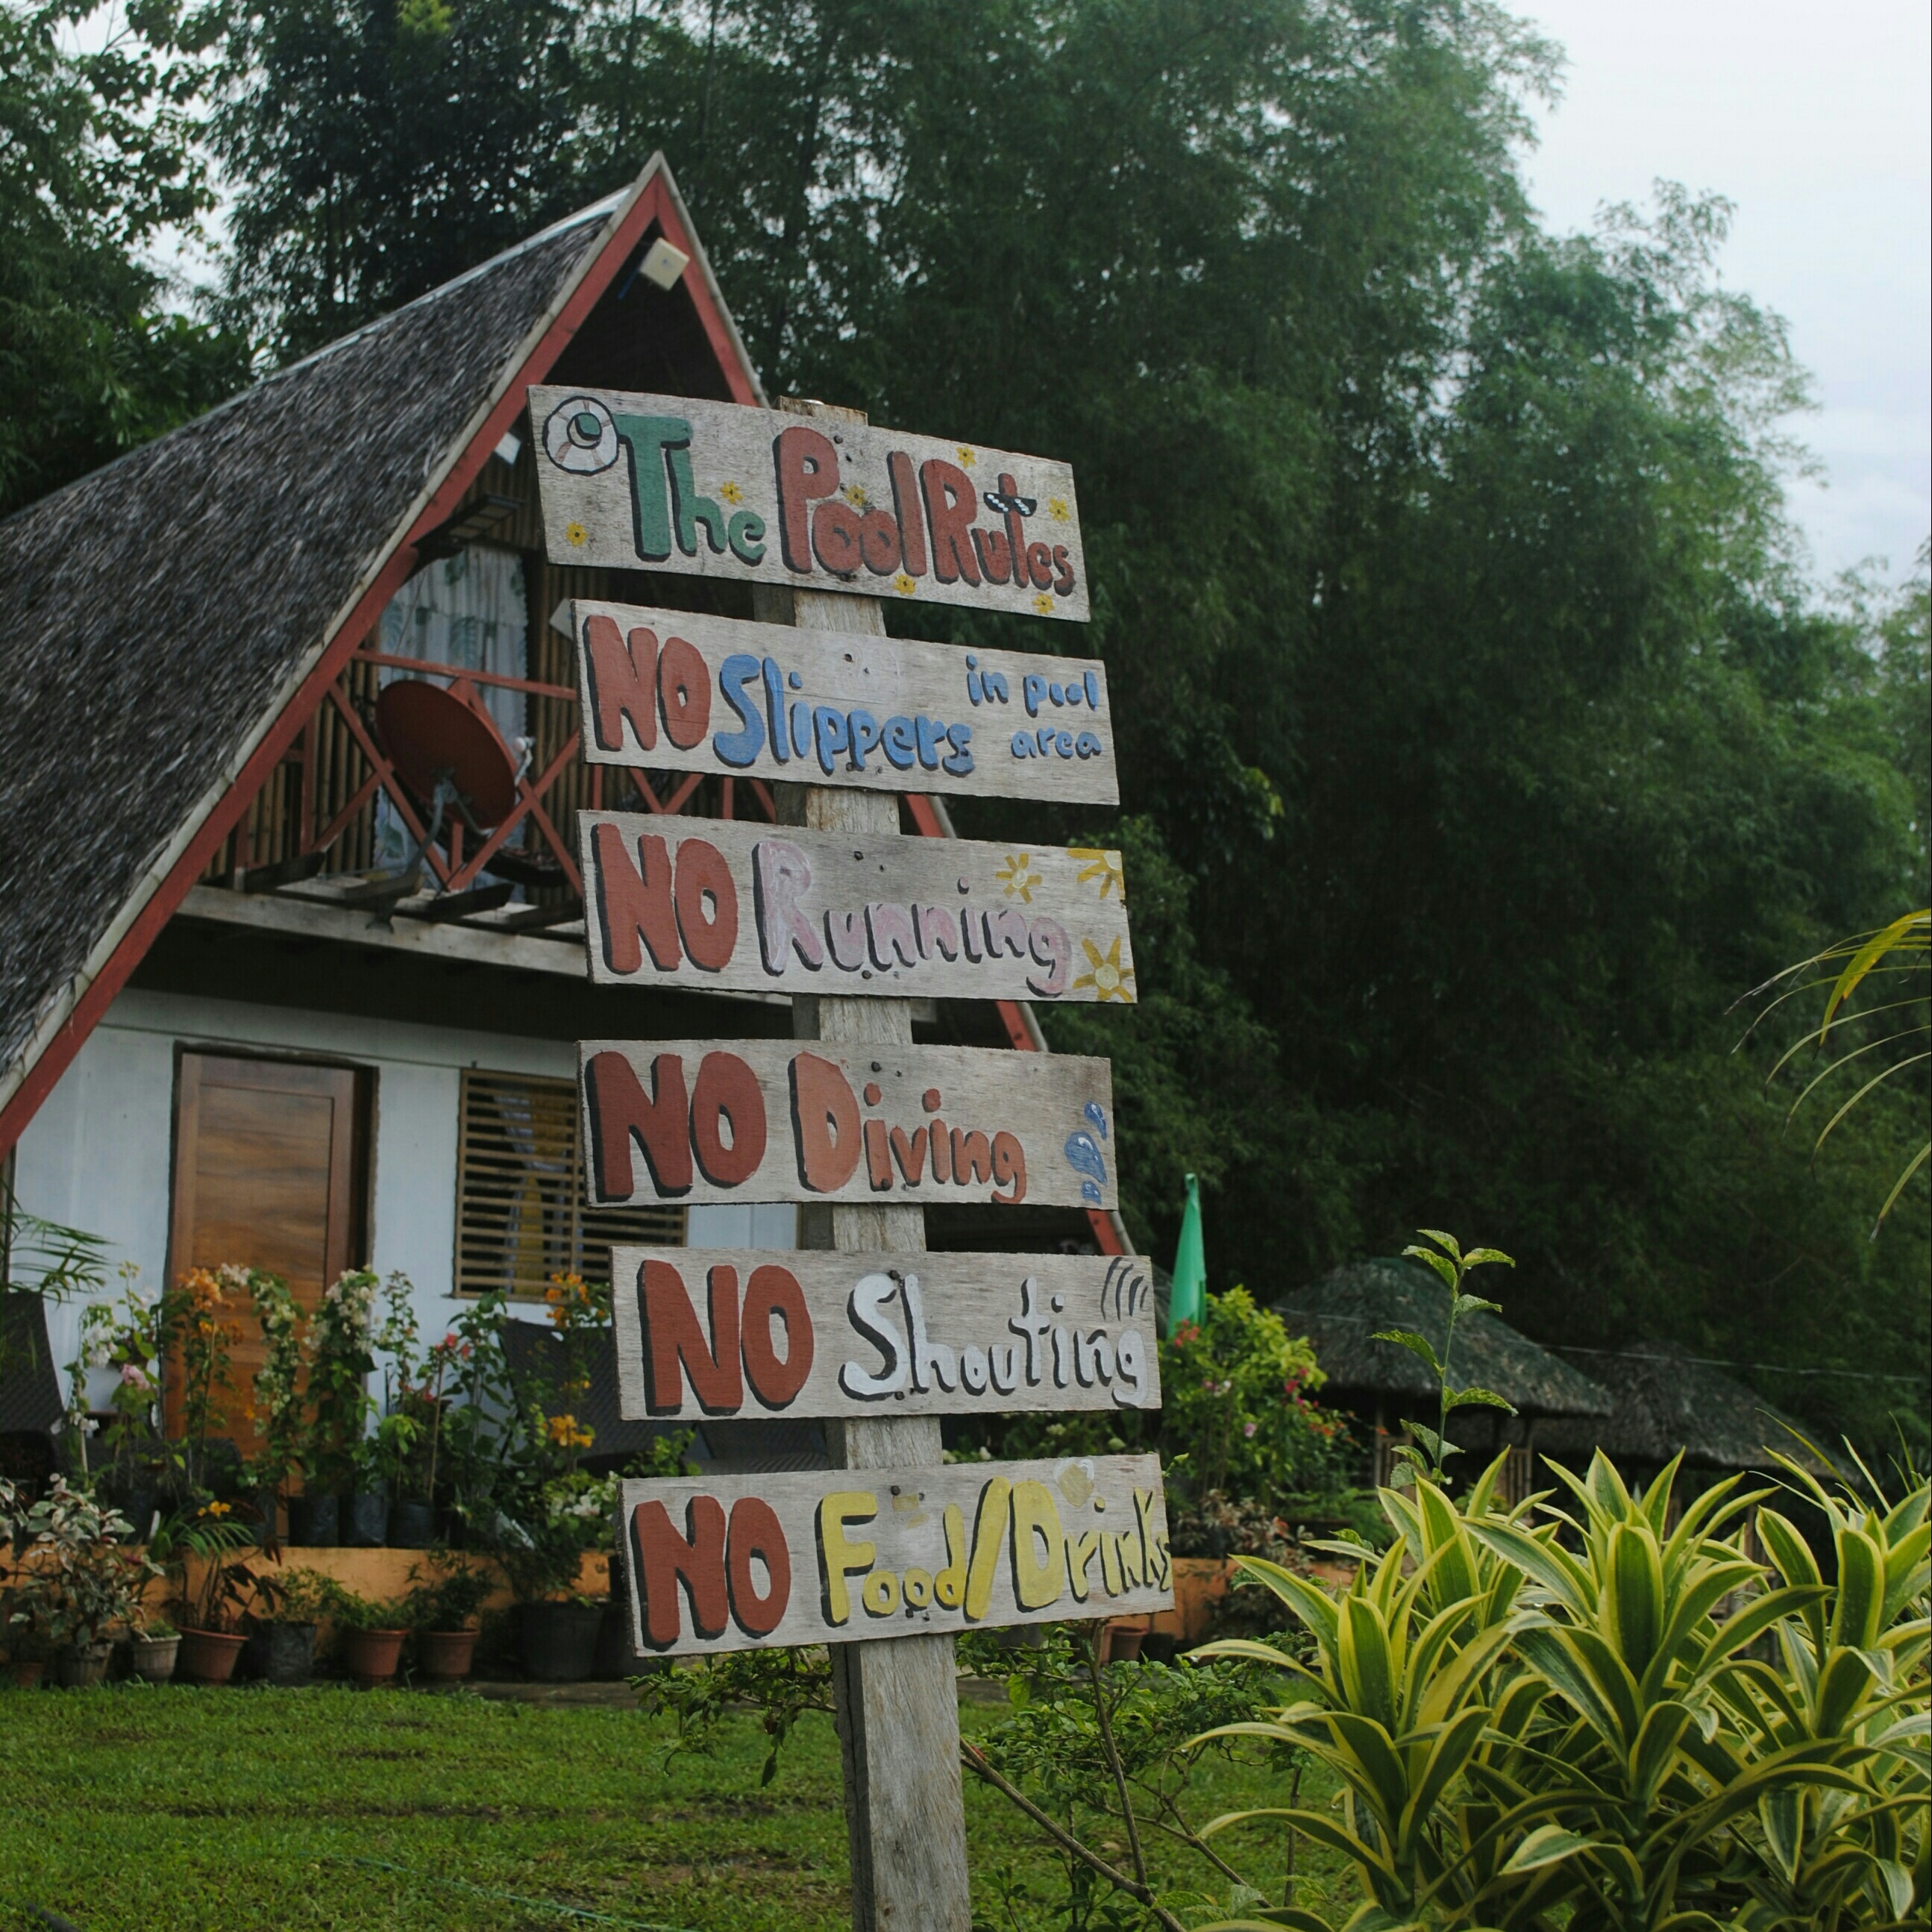 The Pool Rules
NO Slippers in pool
area
NO Running
NO Diving
NO Shouting
NO Food/Drinks